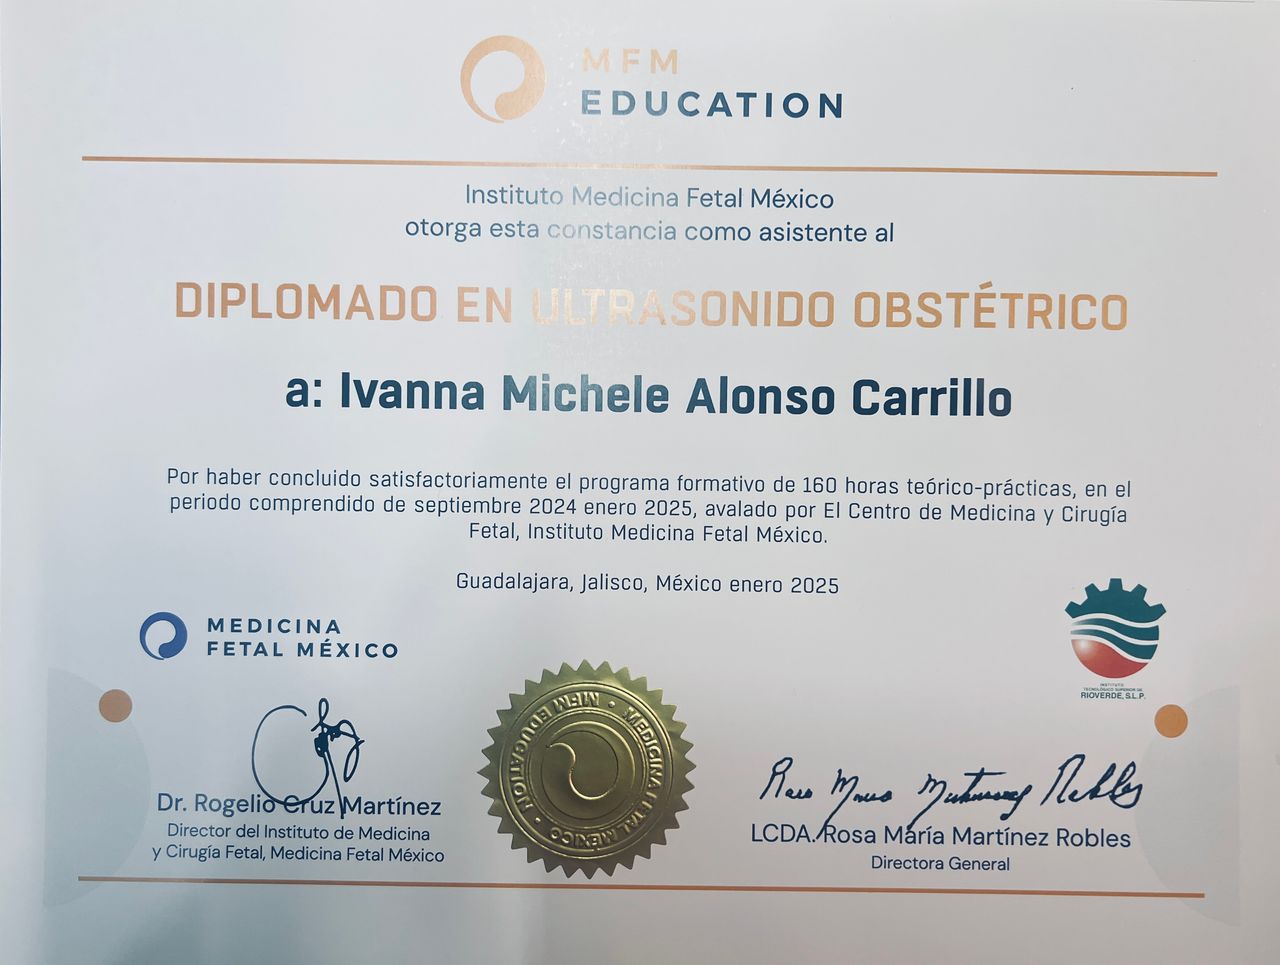 MFM
EDUCATION
Instituto Medicina Fetal México
otorga esta constancia como asistente al
DIPLOMADO EN ULTRASONIDO OBSTÉTRICO
a: Ivanna Michele Alonso Carrillo
Por haber concluido satisfactoriamente el programa formativo de 160 horas teórico-prácticas, en el
periodo comprendido de septiembre 2024 enero 2025, avalado por El Centro de Medicina y Cirugía
Fetal, Instituto Medicina Fetal México.
Guadalajara, Jalisco, México enero 2025
MEDICINA
FETAL MÉXICO
INSTITUTO
TECNOLÓGICO SUPERIOR DE
RIOVERDE, S.L.P.
MFM EDUCATION • MEDICINA FETAL MÉXICO •
Rosa María Martínez Robles
Dr. Rogelio Cruz Martínez
Director del Instituto de Medicina
y Cirugía Fetal, Medicina Fetal México
LCDA. Rosa María Martínez Robles
Directora General